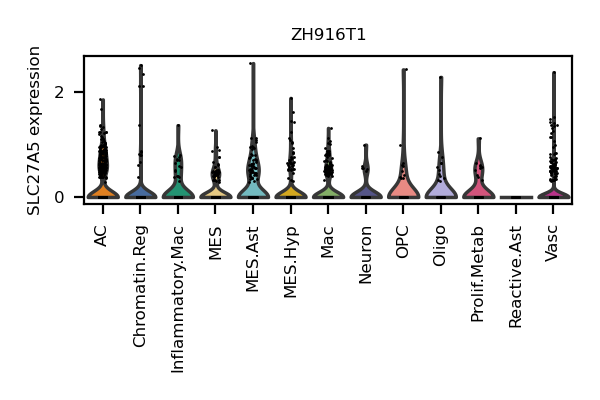 ZH916T1
SLC27A5 expression
2
0
AC
Chromatin.Reg
Inflammatory.Mac
MES
MES.Ast
MES.Hyp
Mac
Neuron
OPC
Oligo
Prolif.Metab
Reactive.Ast
Vasc